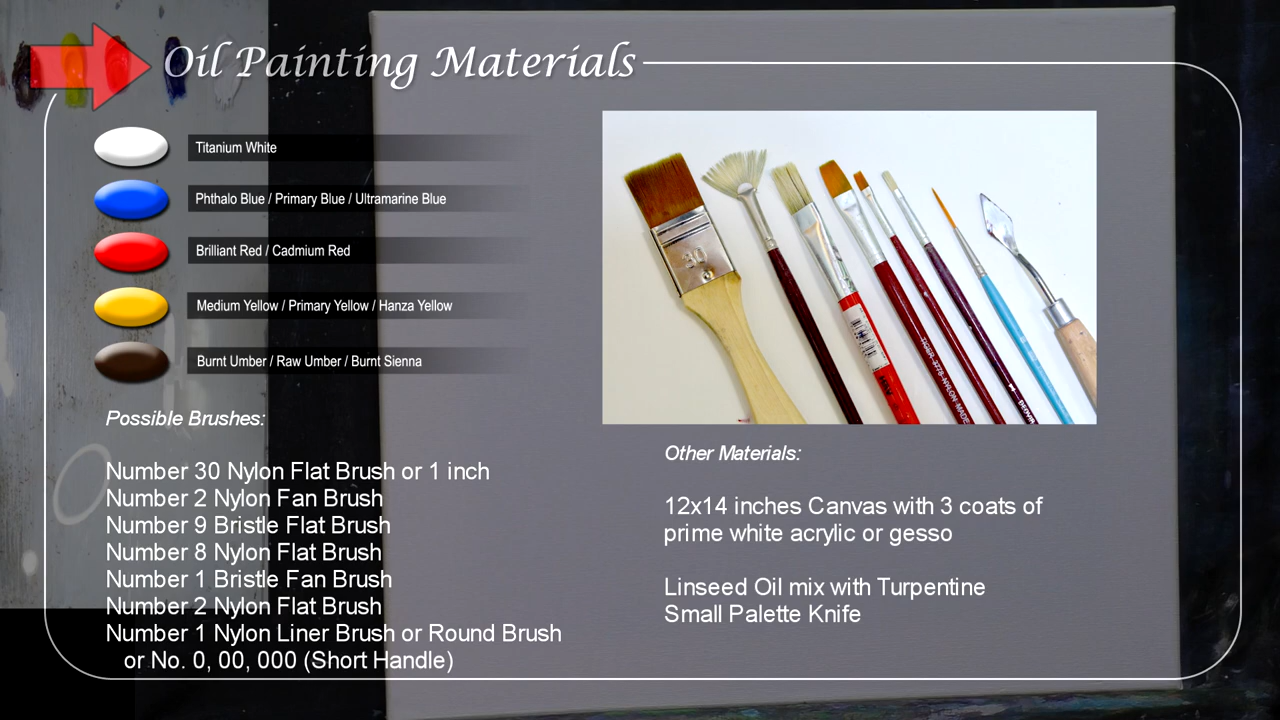 Oil Painting Materials
Titanium White
Phthalo Blue / Primary Blue / Ultramarine Blue
Brilliant Red / Cadmium Red
Medium Yellow / Primary Yellow / Hanza Yellow
Burnt Umber / Raw Umber / Burnt Sienna
Possible Brushes:
Number 30 Nylon Flat Brush or 1 inch
Number 2 Nylon Fan Brush
Number 9 Bristle Flat Brush
Number 8 Nylon Flat Brush
Number 1 Bristle Fan Brush
Number 2 Nylon Flat Brush
Number 1 Nylon Liner Brush or Round Brush
or No. 0, 00, 000 (Short Handle)
30
TIGER 3778 NYLON MADE
Other Materials:
12x14 inches Canvas with 3 coats of
prime white acrylic or gesso
Linseed Oil mix with Turpentine
Small Palette Knife